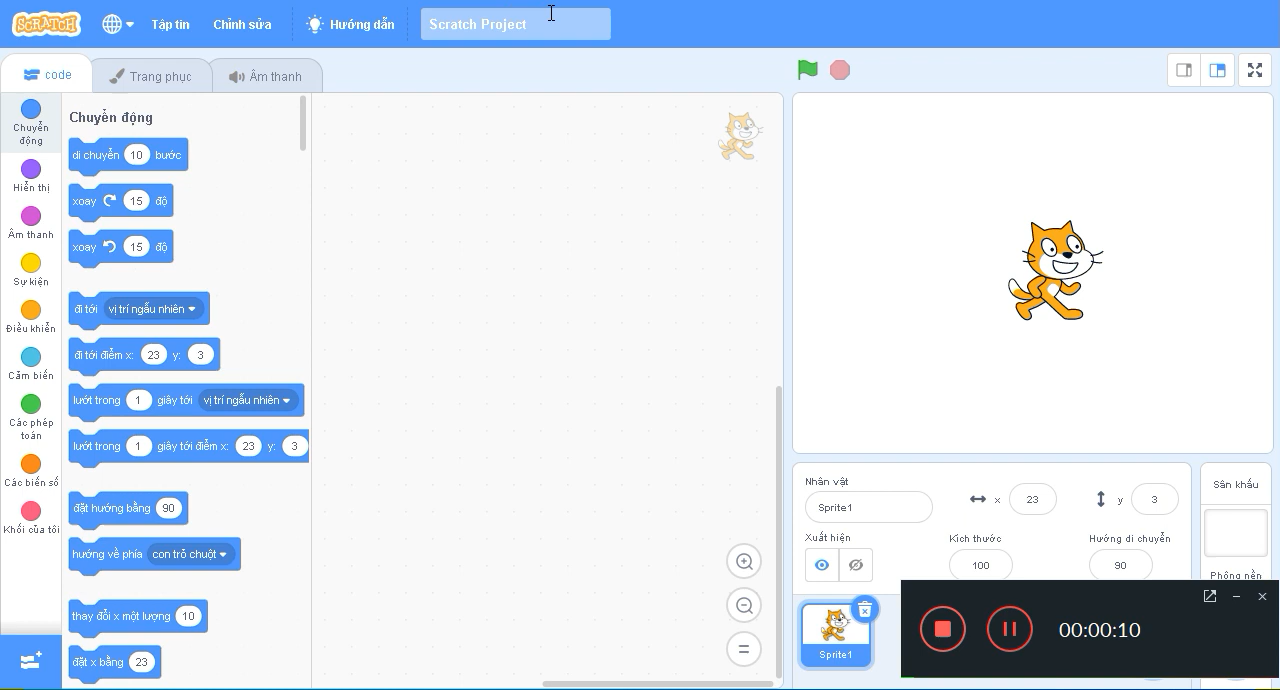 SCRATCH
Tập tin
Chỉnh sửa
Hướng dẫn
Scratch Project
code
Trang phục
Âm thanh
Chuyển động
Hiển thị
Âm thanh
Sự kiện
Điều khiển
Cảm biến
Các phép toán
Các biến số
Khối của tôi
Chuyển động
di chuyển 10 bước
xoay 15 độ
xoay 15 độ
đi tới vị trí ngẫu nhiên
đi tới điểm x: 23 y: 3
lướt trong 1 giây tới vị trí ngẫu nhiên
lướt trong 1 giây tới điểm x: 23 y: 3
đặt hướng bằng 90
hướng về phía con trỏ chuột
thay đổi x một lượng 10
đặt x bằng 23
Nhân vật
Sprite1
x 23
y 3
Xuất hiện
Kích thước
100
Hướng di chuyển
90
Sprite1
Sân khấu
Phông nền
00:00:10